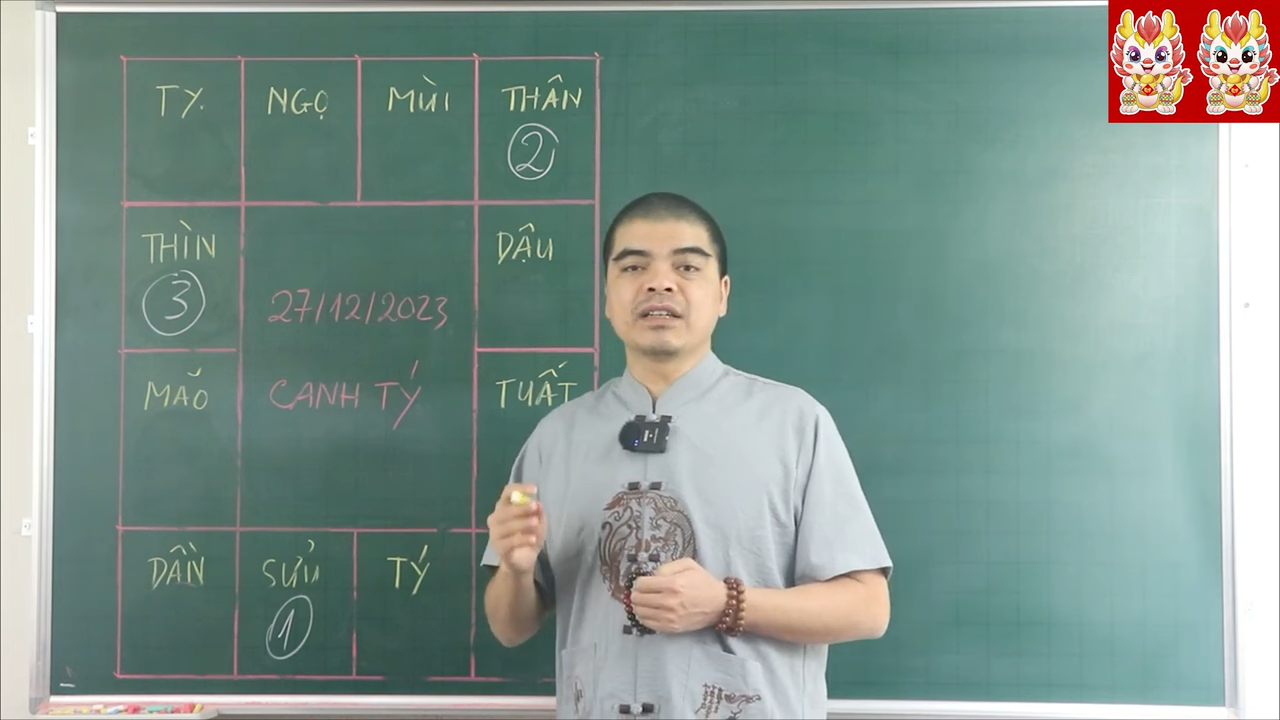 TỴ
NGỌ
MÙI
THÂN
2
THÌN
3
DẬU
27/12/2023
MÃO
CANH TÝ
TUẤT
DẦN
SỬU
1
TÝ